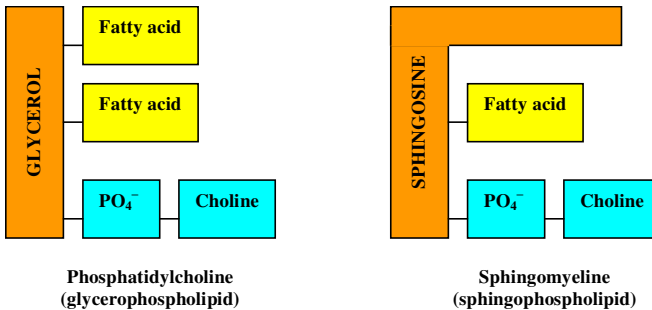 GLYCEROL
Fatty acid
Fatty acid
PO₄⁻
Choline
Phosphatidylcholine
(glycerophospholipid)
SPHINGOSINE
Fatty acid
PO₄⁻
Choline
Sphingomyeline
(sphingophospholipid)